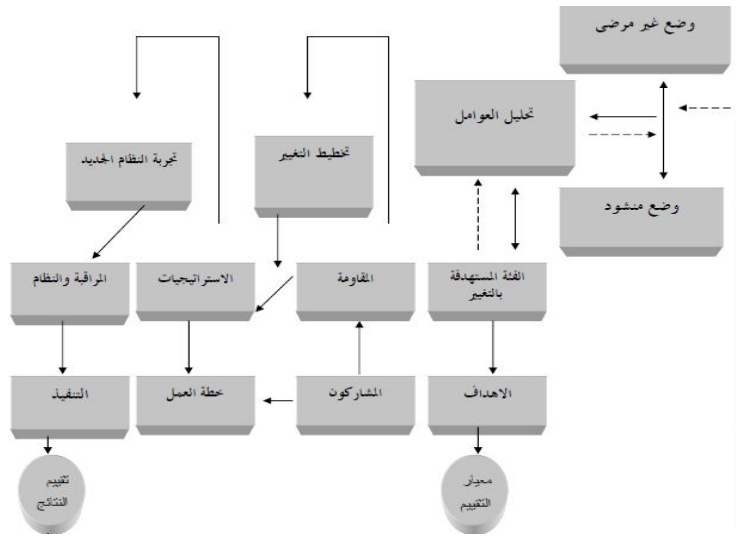 وضع غير مرضى
تحليل العوامل
تخطيط التغيير
تجربة النظام الجديد
وضع منشود
الفئة المستهدفة
بالتغيير
المقاومة
الاستراتيجيات
المراقبة والنظام
الاهداف
المشاركون
خطة العمل
التنفيذ
معيار
التقييم
تقييم
النتائج